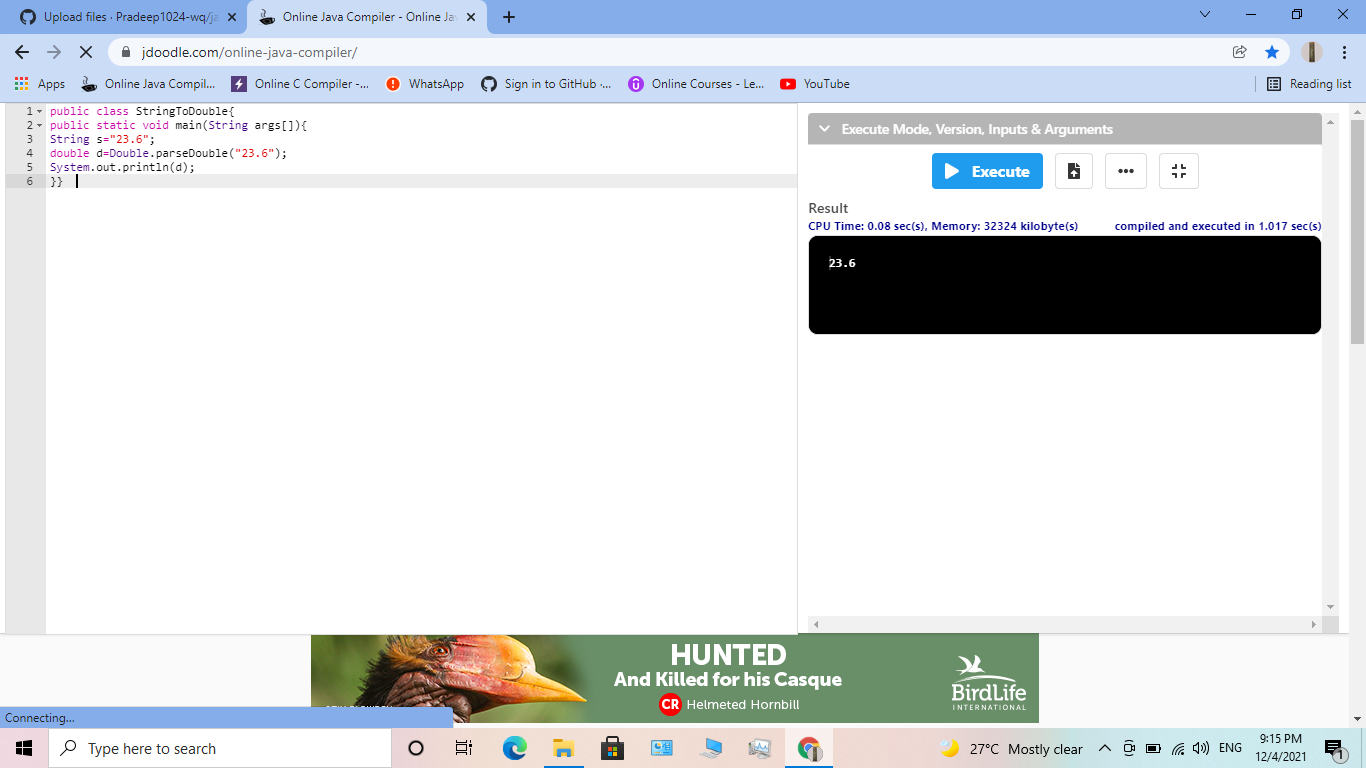 Upload files · Pradeep1024-wq/ja
Online Java Compiler - Online Jav
jdoodle.com/online-java-compiler/
Apps
Online Java Compil...
Online C Compiler -...
WhatsApp
Sign in to GitHub ·...
Online Courses - Le...
YouTube
Reading list
1 public class StringToDouble{
2 public static void main(String args[]){
3 String s="23.6";
4 double d=Double.parseDouble("23.6");
5 System.out.println(d);
6 }}
Execute Mode, Version, Inputs & Arguments
Execute
Result
CPU Time: 0.08 sec(s), Memory: 32324 kilobyte(s)
compiled and executed in 1.017 sec(s)
23.6
HUNTED
And Killed for his Casque
CR Helmeted Hornbill
BirdLife
INTERNATIONAL
Connecting...
Type here to search
27°C Mostly clear
ENG
9:15 PM
12/4/2021
1